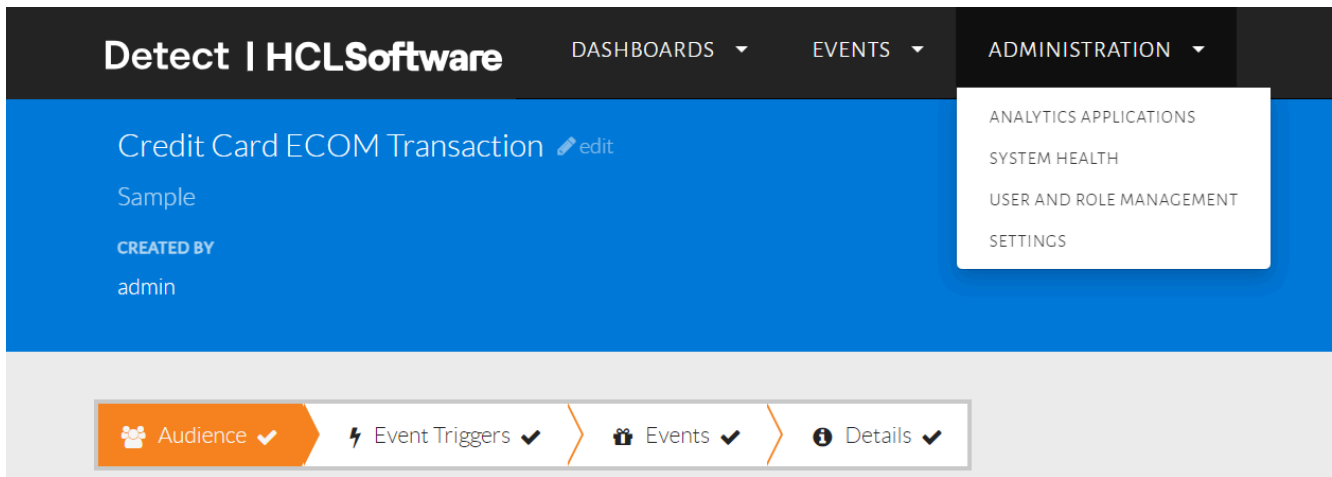 Detect | HCLSoftware DASHBOARDS EVENTS ADMINISTRATION
ANALYTICS APPLICATIONS
SYSTEM HEALTH
USER AND ROLE MANAGEMENT
SETTINGS
Credit Card ECOM Transaction edit
Sample
CREATED BY
admin
Audience Event Triggers Events Details